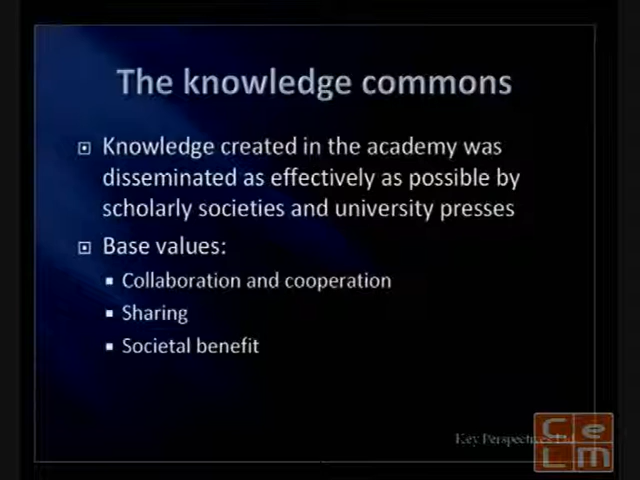 The knowledge commons
Knowledge created in the academy was
disseminated as effectively as possible by
scholarly societies and university presses
Base values:
Collaboration and cooperation
Sharing
Societal benefit
Key Perspectives Ltd
C e
L m